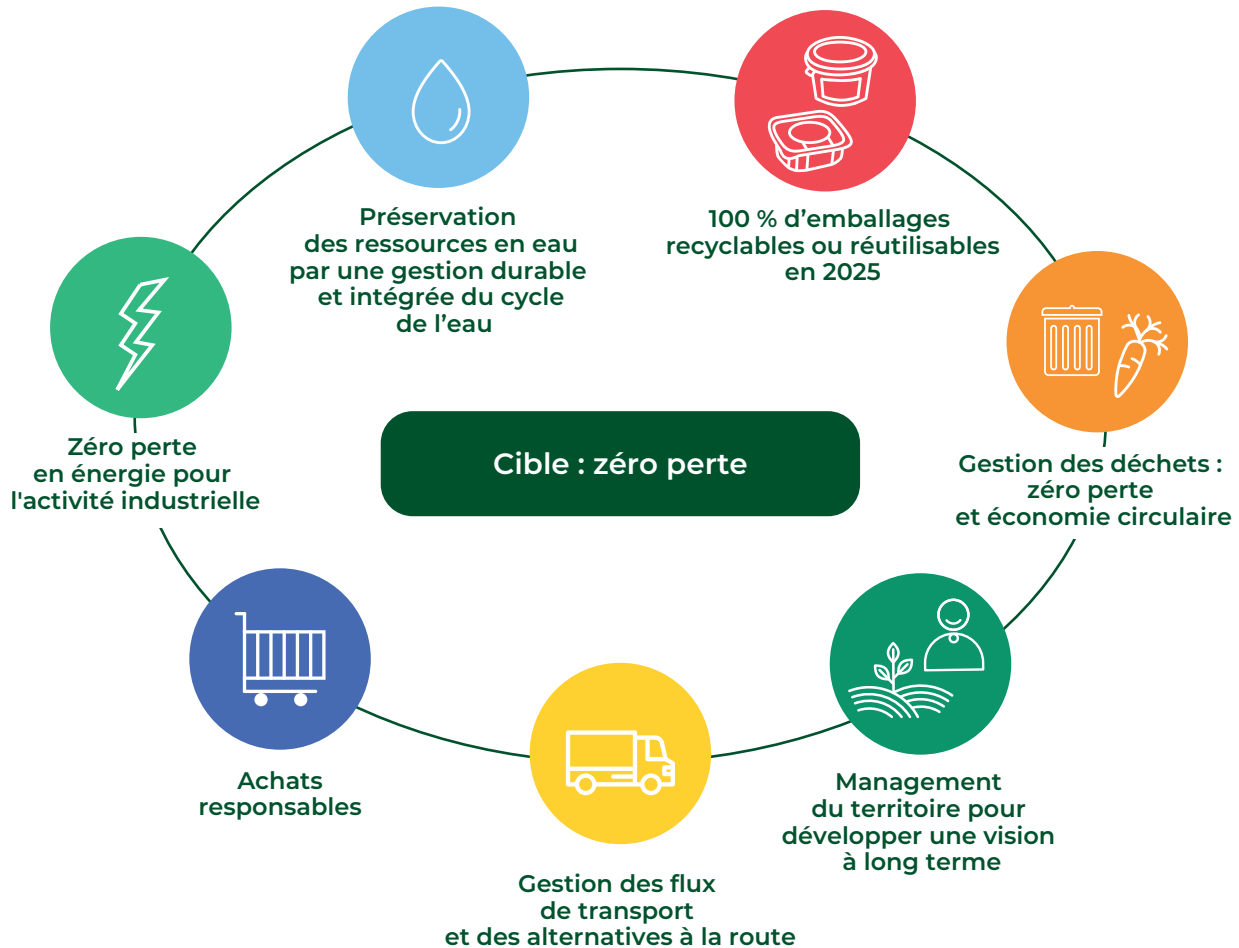 Préservation
des ressources en eau
par une gestion durable
et intégrée du cycle
de l’eau
100 % d’emballages
recyclables ou réutilisables
en 2025
Zéro perte
en énergie pour
l'activité industrielle
Cible : zéro perte
Gestion des déchets :
zéro perte
et économie circulaire
Achats
responsables
Gestion des flux
de transport
et des alternatives à la route
Management
du territoire pour
développer une vision
à long terme